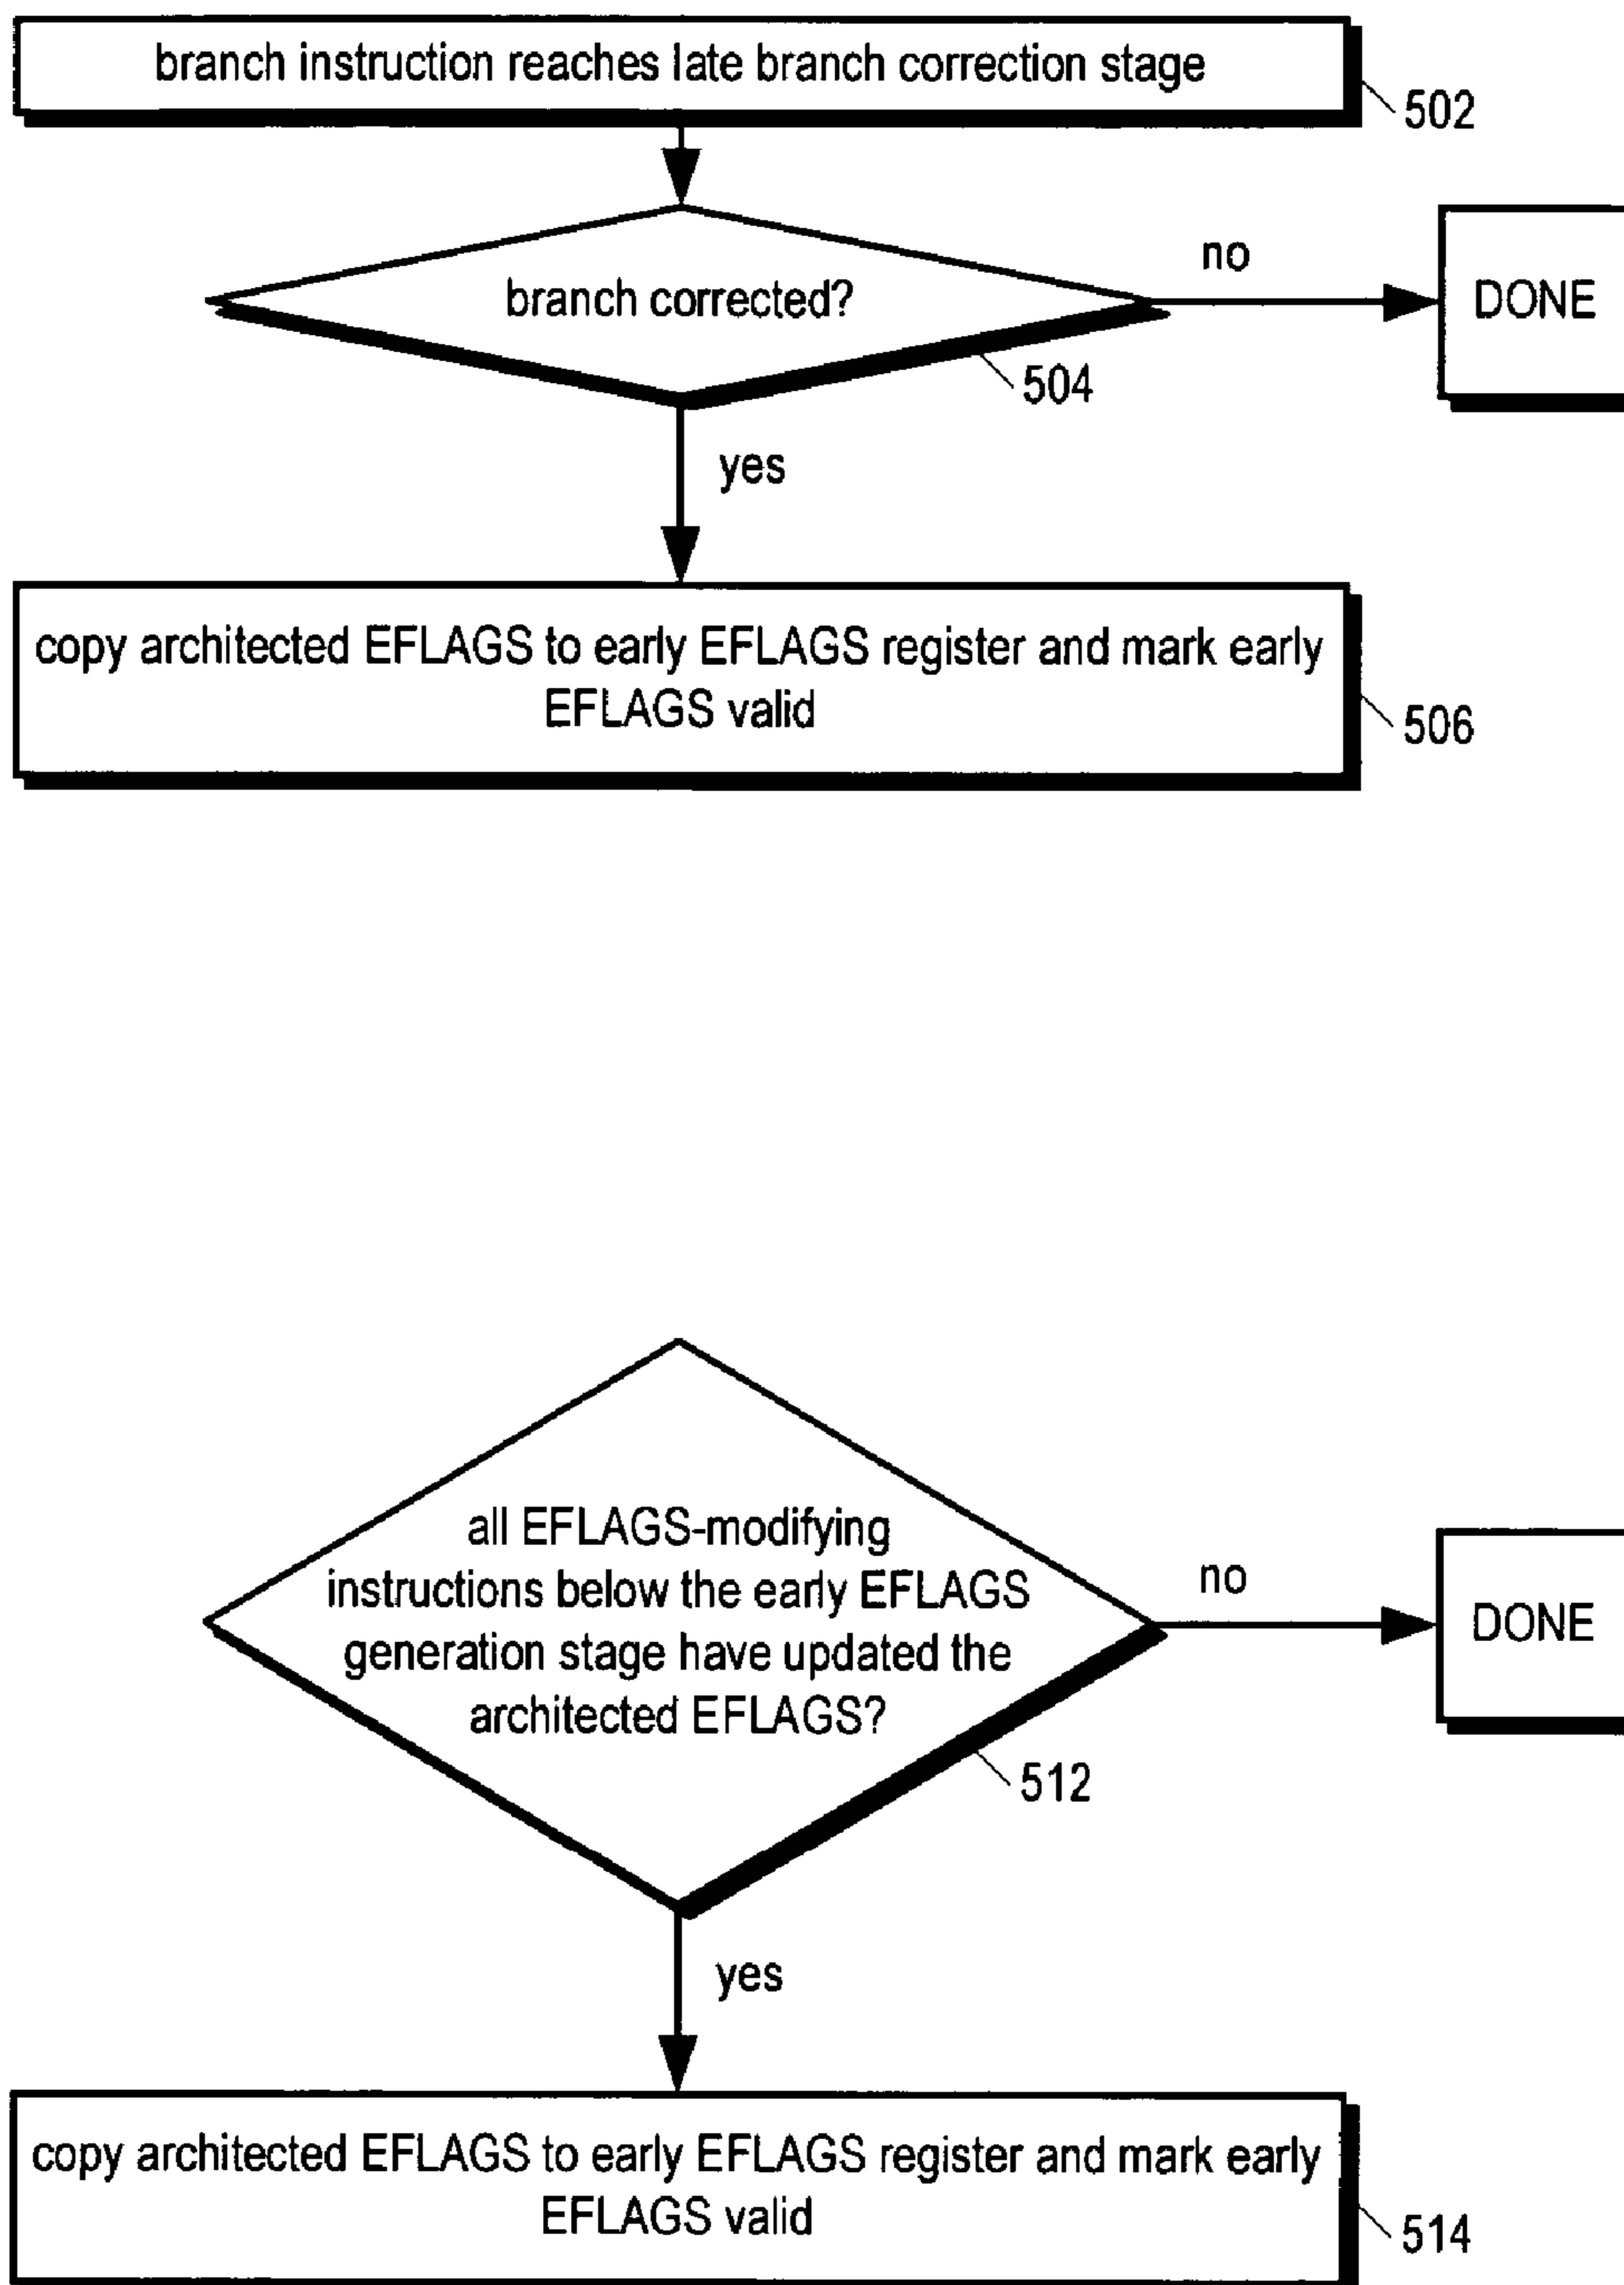 branch instruction reaches late branch correction stage
502
branch corrected?
no
DONE
504
yes
copy architected EFLAGS to early EFLAGS register and mark early
EFLAGS valid
506
all EFLAGS-modifying
instructions below the early EFLAGS
generation stage have updated the
architected EFLAGS?
no
DONE
512
yes
copy architected EFLAGS to early EFLAGS register and mark early
EFLAGS valid
514